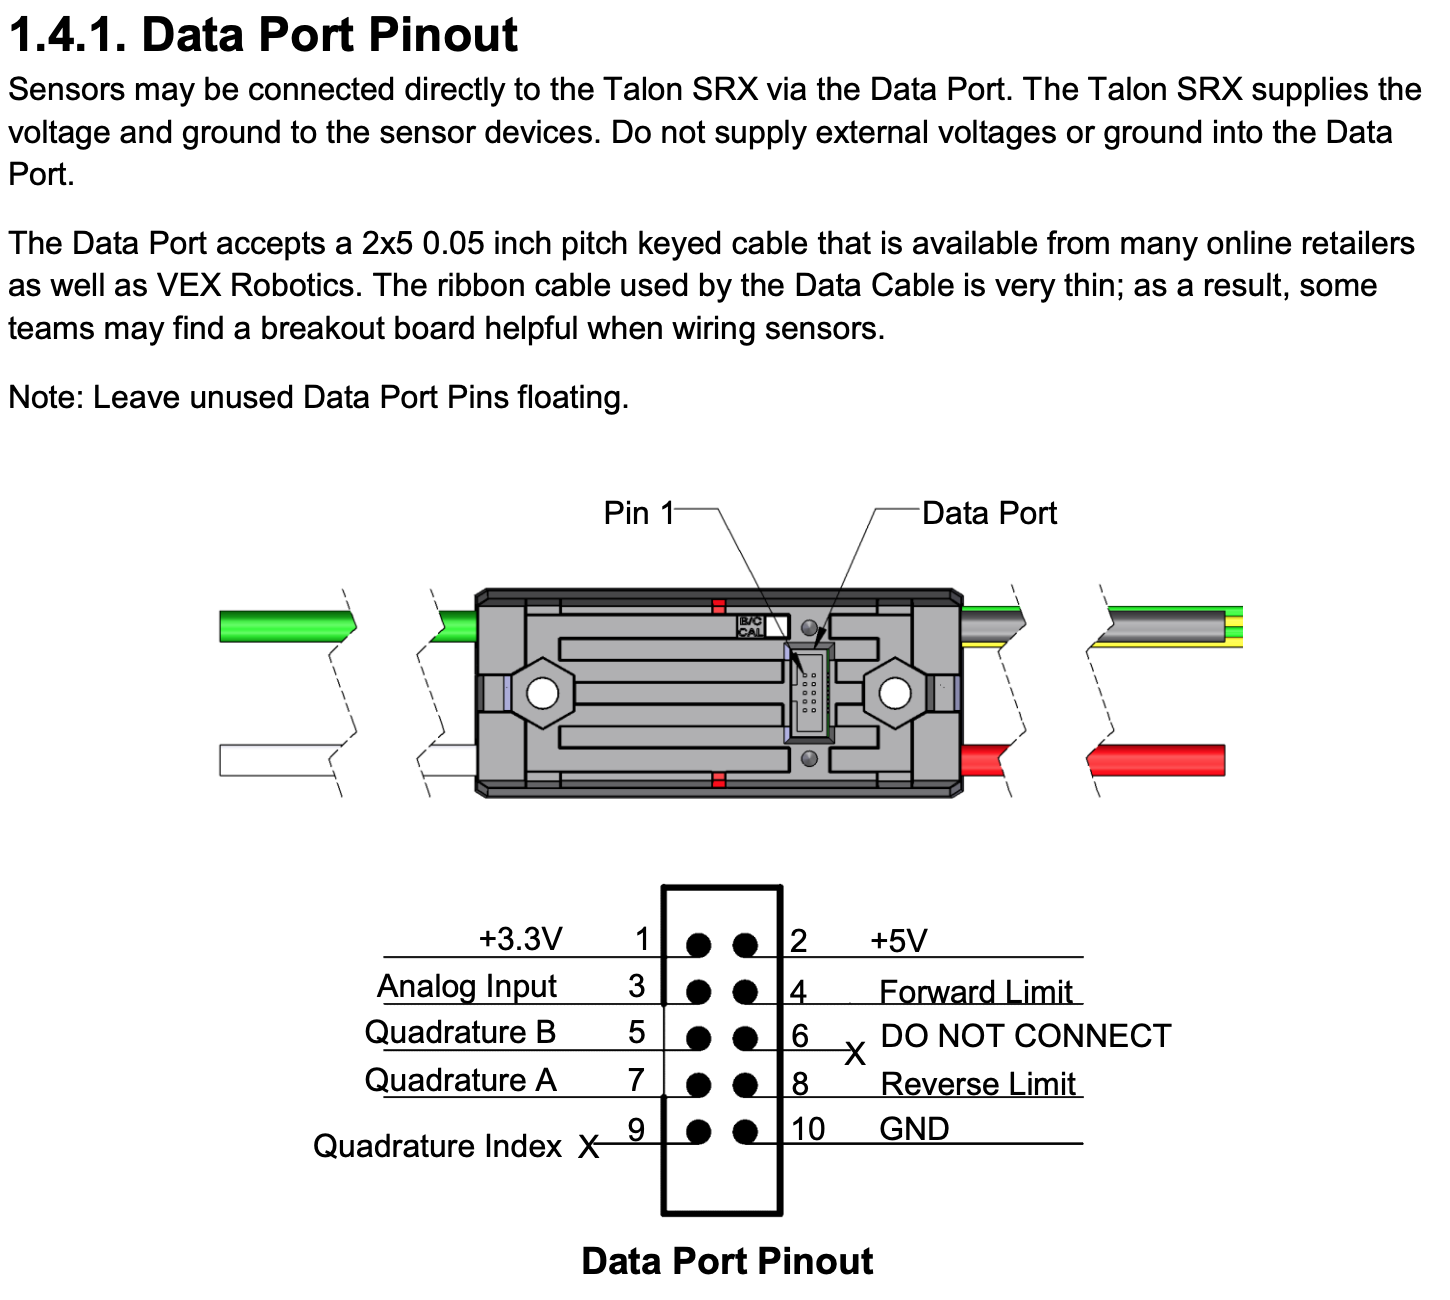 1.4.1. Data Port Pinout
Sensors may be connected directly to the Talon SRX via the Data Port. The Talon SRX supplies the
voltage and ground to the sensor devices. Do not supply external voltages or ground into the Data
Port.
The Data Port accepts a 2x5 0.05 inch pitch keyed cable that is available from many online retailers
as well as VEX Robotics. The ribbon cable used by the Data Cable is very thin; as a result, some
teams may find a breakout board helpful when wiring sensors.
Note: Leave unused Data Port Pins floating.
Pin 1 Data Port
B/C
CAL
+3.3V 1 2 +5V
Analog Input 3 4 Forward Limit
Quadrature B 5 6 X DO NOT CONNECT
Quadrature A 7 8 Reverse Limit
Quadrature Index X 9 10 GND
Data Port Pinout